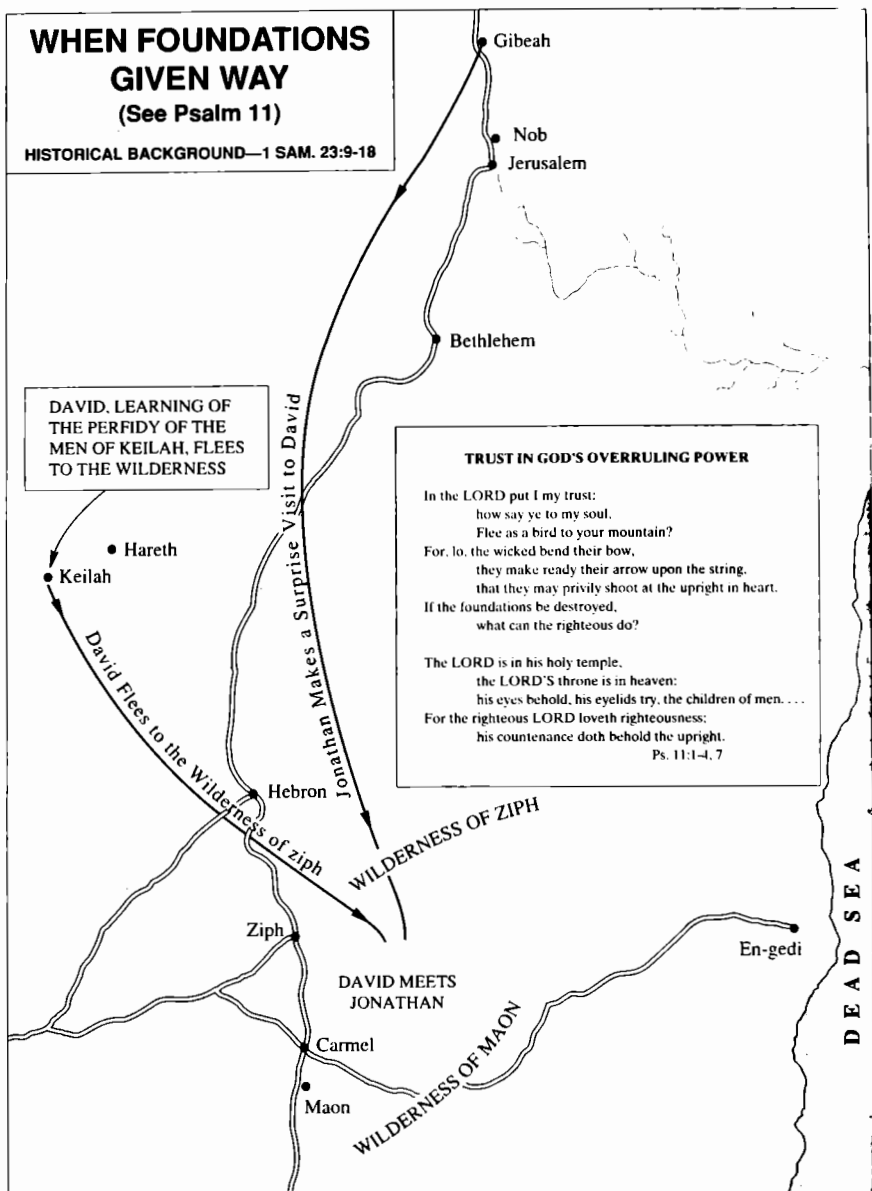 WHEN FOUNDATIONS
GIVEN WAY
(See Psalm 11)
HISTORICAL BACKGROUND—1 SAM. 23:9-18
Gibeah
Nob
Jerusalem
Bethlehem
DAVID, LEARNING OF
THE PERFIDY OF THE
MEN OF KEILAH, FLEES
TO THE WILDERNESS
Hareth
Keilah
David Flees to the Wilderness of ziph
Jonathan Makes a Surprise Visit to David
TRUST IN GOD'S OVERRULING POWER
In the LORD put I my trust:
how say ye to my soul,
Flee as a bird to your mountain?
For, lo, the wicked bend their bow,
they make ready their arrow upon the string,
that they may privily shoot at the upright in heart.
If the foundations be destroyed,
what can the righteous do?
The LORD is in his holy temple,
the LORD'S throne is in heaven:
his eyes behold, his eyelids try, the children of men. . . .
For the righteous LORD loveth righteousness;
his countenance doth behold the upright.
Ps. 11:1-4, 7
Hebron
WILDERNESS OF ZIPH
Ziph
En-gedi
DEAD SEA
DAVID MEETS
JONATHAN
Carmel
Maon
WILDERNESS OF MAON